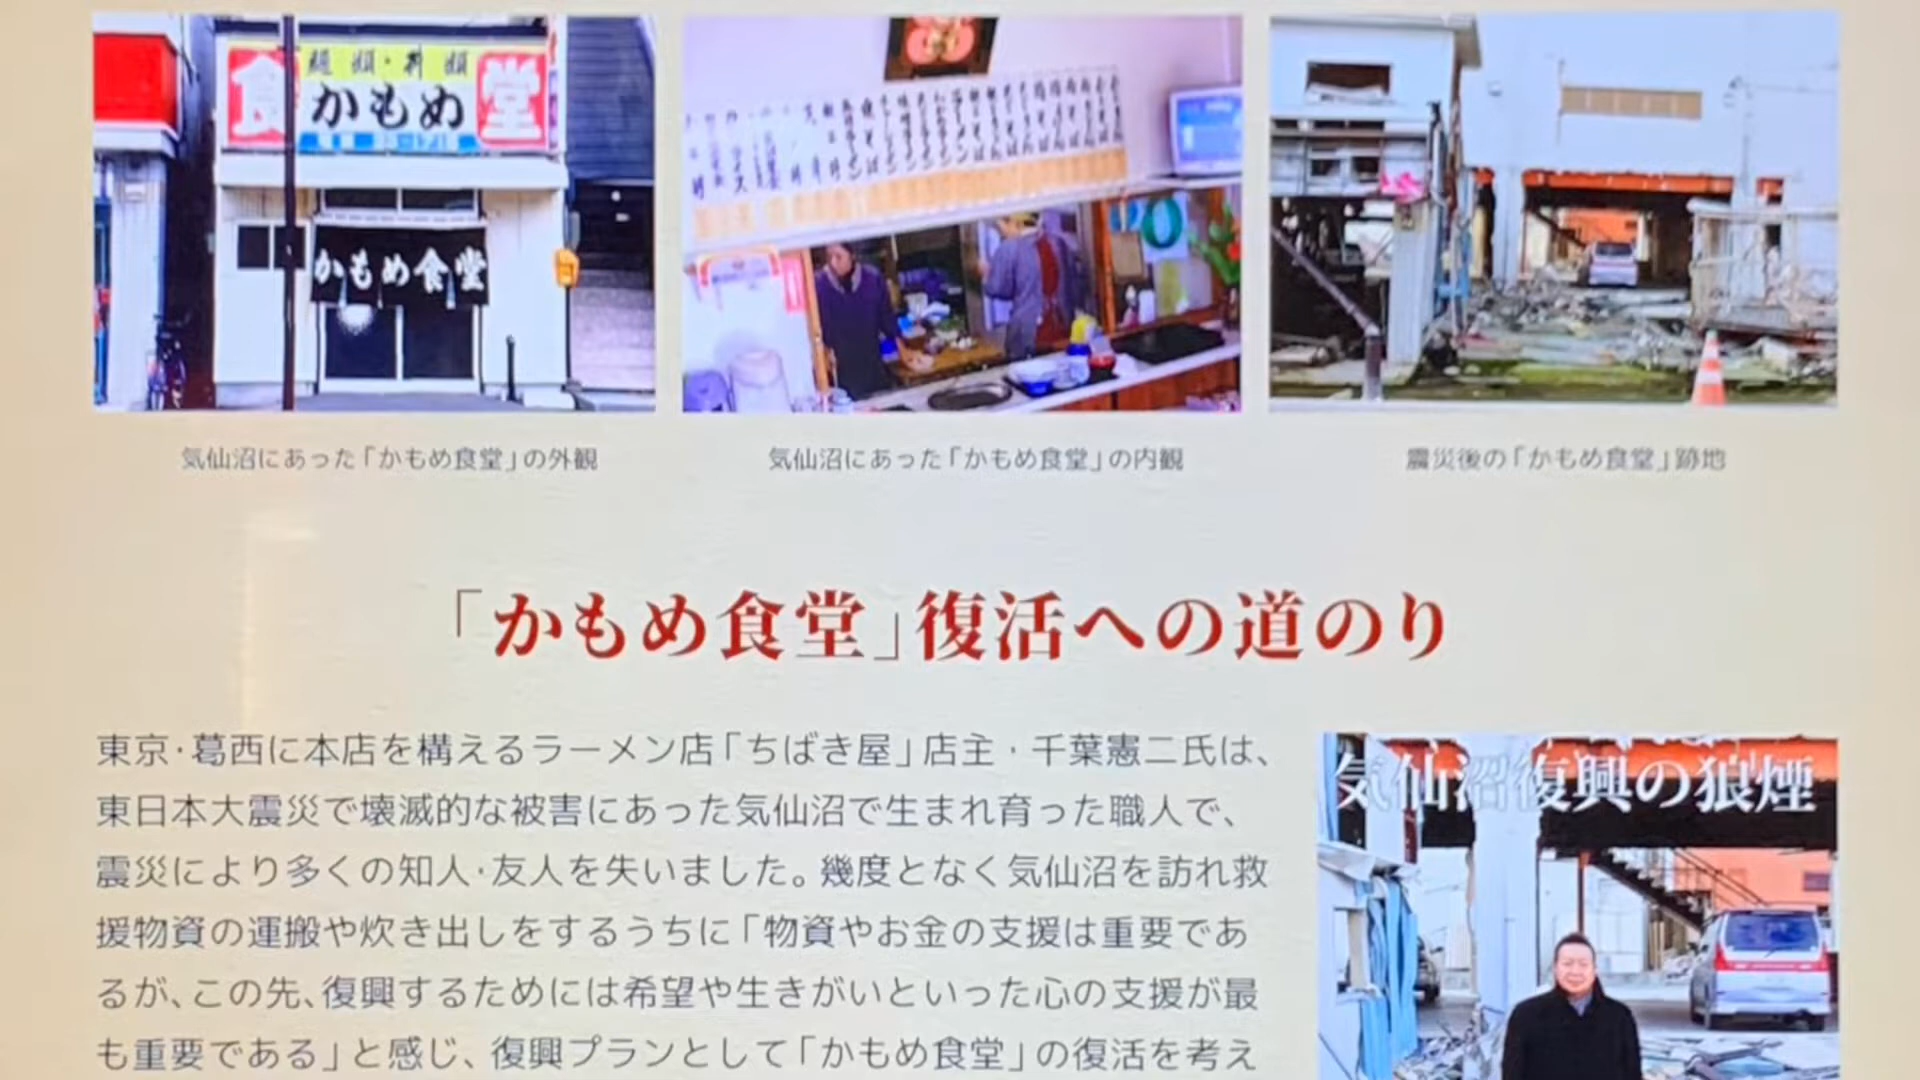 食
麺類・丼類
かもめ
堂
かもめ食堂
気仙沼にあった「かもめ食堂」の外観
気仙沼にあった「かもめ食堂」の内観
震災後の「かもめ食堂」跡地
「かもめ食堂」復活への道のり
東京・葛西に本店を構えるラーメン店「ちばき屋」店主・千葉憲二氏は、
東日本大震災で壊滅的な被害にあった気仙沼で生まれ育った職人で、
震災により多くの知人・友人を失いました。幾度となく気仙沼を訪れ救
援物資の運搬や炊き出しをするうちに「物資やお金の支援は重要であ
るが、この先、復興するためには希望や生きがいといった心の支援が最
も重要である」と感じ、復興プランとして「かもめ食堂」の復活を考え
気仙沼復興の狼煙